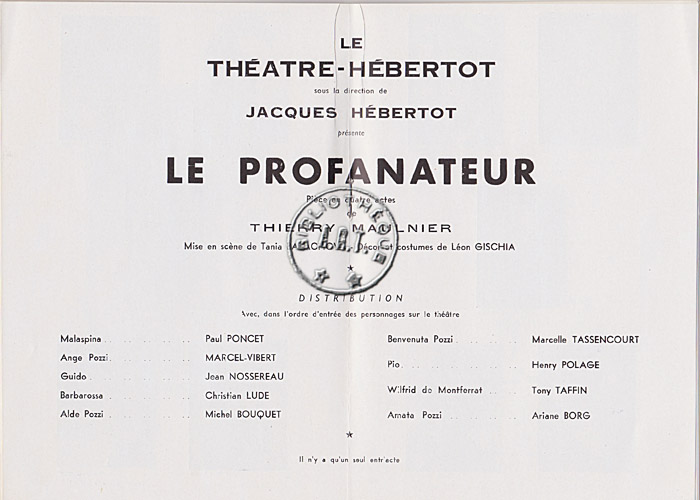 LE
THÉATRE-HÉBERTOT
sous la direction de
JACQUES HÉBERTOT
présente
LE PROFANATEUR
Pièce en quatre actes
de
THIERRY MAULNIER
Mise en scène de Tania Décor et costumes de Léon GISCHIA
BIBLIOTHÈQUE
DISTRIBUTION
Avec, dans l'ordre d'entrée des personnages sur le théâtre
Malaspina Paul PONCET
Ange Pozzi MARCEL-VIBERT
Guido Jean NOSSEREAU
Barbarossa Christian LUDE
Aldo Pozzi Michel BOUQUET
Benvenuta Pozzi Marcelle TASSENCOURT
Pio Henry POLAGE
Wilfrid de Montferrat Tony TAFFIN
Amata Pozzi Ariane BORG
Il n'y a qu'un seul entr'acte